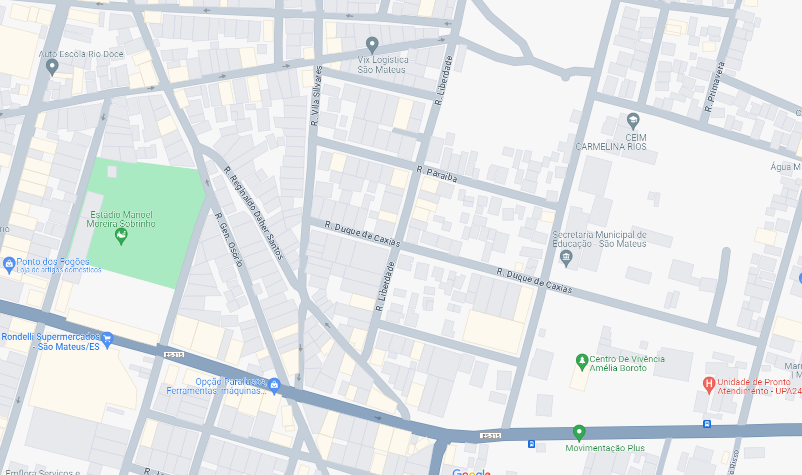 Auto Escola Rio Doce
Vix Logística
São Mateus
R. Villa Silvares
R. Liberdade
R. Primavera
CEIM
CARMELINA RIOS
Água M
R. Paraíba
R. Reginaldo Daher Santos
R. Gen. Osório
Estádio Manoel
Moreira Sobrinho
R. Duque de Caxias
Secretaria Municipal de
Educação - São Mateus
Ponto dos Fogões
Loja de artigos domésticos
R. Duque de Caxias
R. Liberdade
Rondelli Supermercados
- São Mateus/ES
ES-315
Centro De Vivência
Amélia Boroto
Opção Parafusos,
Ferramentas, máquinas...
Unidade de Pronto
Atendimento - UPA24
ES-315
Movimentação Plus
Emflora Serviços e
Google